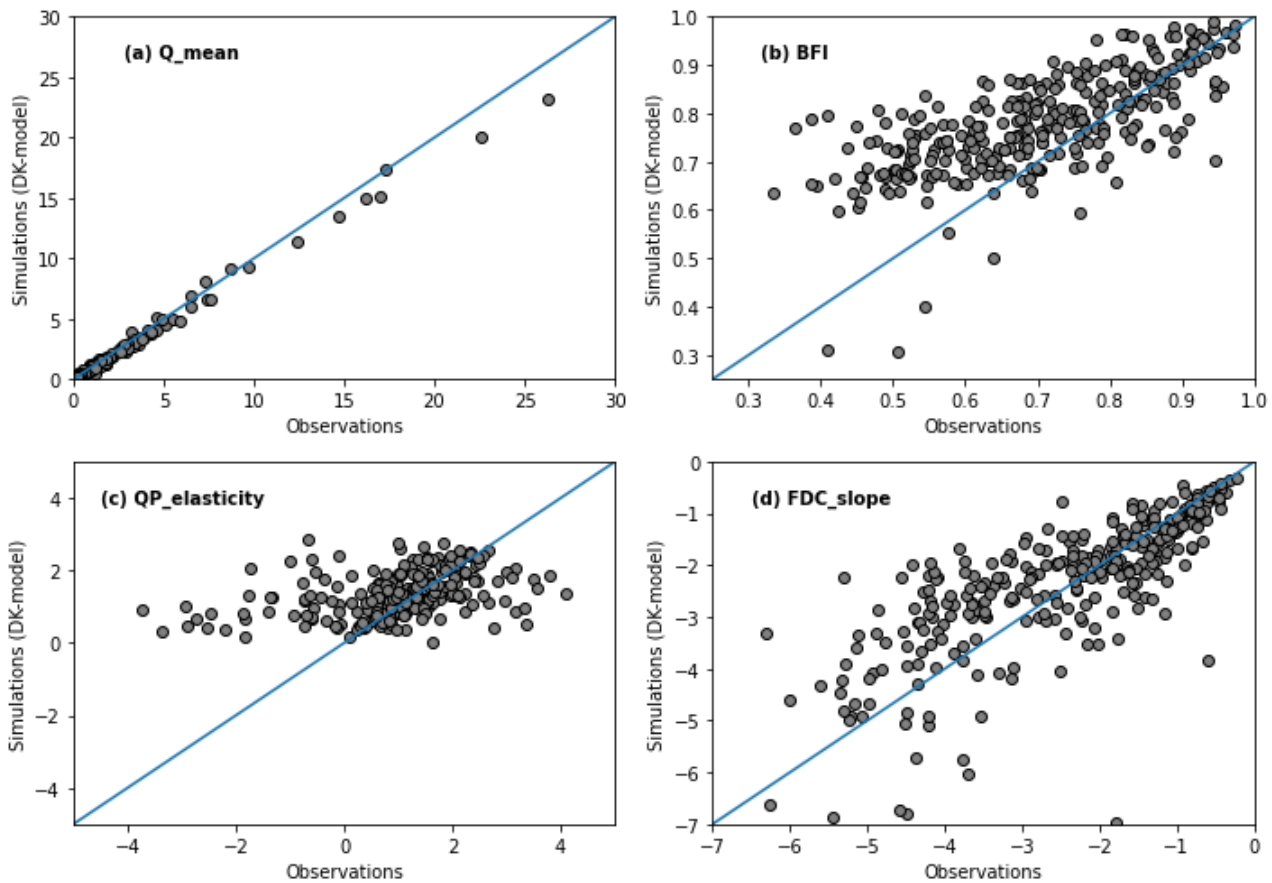 (a) Q_mean
Simulations (DK-model)
30
25
20
15
10
5
0
0 5 10 15 20 25 30
Observations
(b) BFI
Simulations (DK-model)
1.0
0.9
0.8
0.7
0.6
0.5
0.4
0.3
0.3 0.4 0.5 0.6 0.7 0.8 0.9 1.0
Observations
(c) QP_elasticity
Simulations (DK-model)
4
2
0
−2
−4
−4 −2 0 2 4
Observations
(d) FDC_slope
Simulations (DK-model)
0
−1
−2
−3
−4
−5
−6
−7
−7 −6 −5 −4 −3 −2 −1 0
Observations